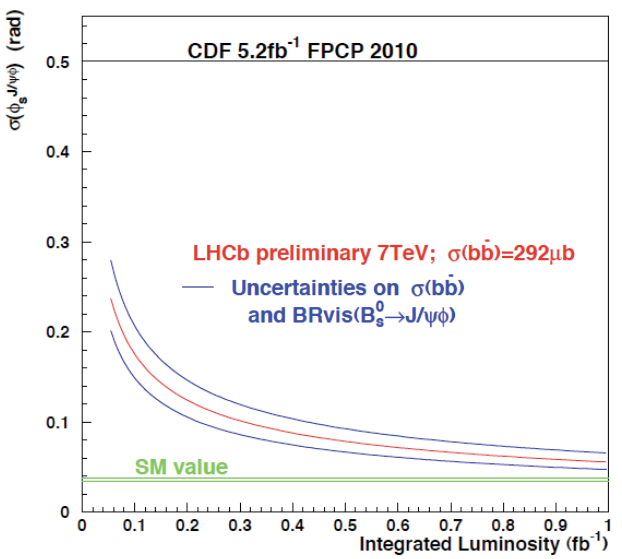 σ(ϕₛᴶ/ψϕ) (rad)
0.5
0.4
0.3
0.2
0.1
0
CDF 5.2fb⁻¹ FPCP 2010
LHCb preliminary 7TeV; σ(bb̄)=292μb
Uncertainties on σ(bb̄)
and BRvis(B⁰ₛ→J/ψϕ)
SM value
0 0.1 0.2 0.3 0.4 0.5 0.6 0.7 0.8 0.9 1
Integrated Luminosity (fb⁻¹)